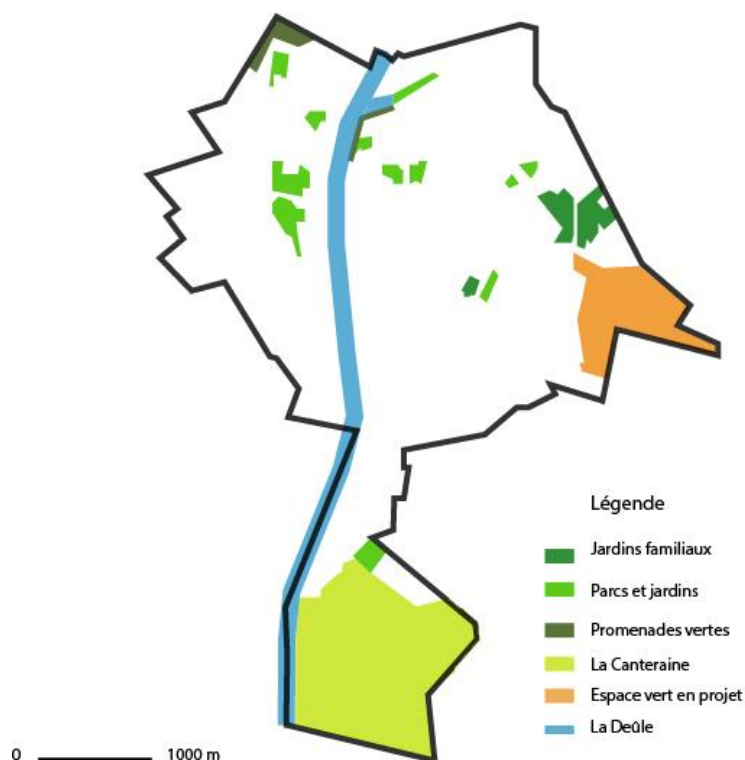 Légende
Jardins familiaux
Parcs et jardins
Promenades vertes
La Canteraine
Espace vert en projet
La Deûle
0 1000 m